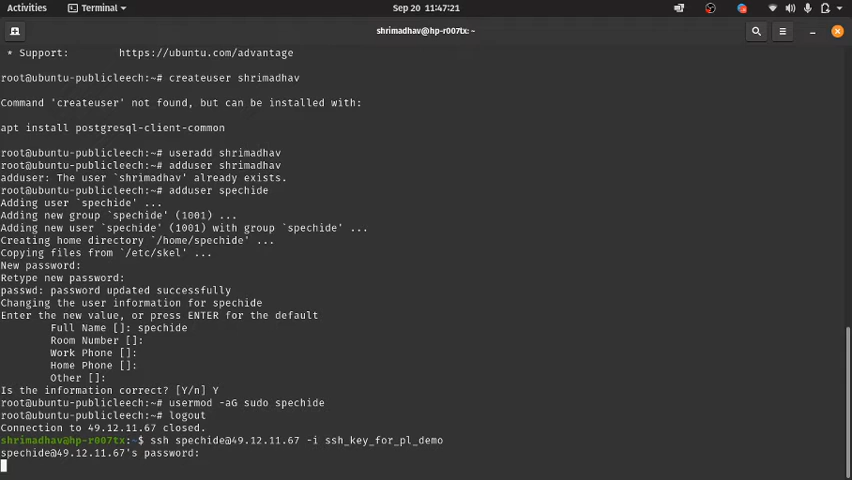 Activities
Terminal
Sep 20 11:47:21
shrimadhav@hp-r007tx: ~
* Support: https://ubuntu.com/advantage
root@ubuntu-publicleech:~# createuser shrimadhav
Command 'createuser' not found, but can be installed with:
apt install postgresql-client-common
root@ubuntu-publicleech:~# useradd shrimadhav
root@ubuntu-publicleech:~# adduser shrimadhav
adduser: The user `shrimadhav' already exists.
root@ubuntu-publicleech:~# adduser spechide
Adding user `spechide' ...
Adding new group `spechide' (1001) ...
Adding new user `spechide' (1001) with group `spechide' ...
Creating home directory `/home/spechide' ...
Copying files from `/etc/skel' ...
New password:
Retype new password:
passwd: password updated successfully
Changing the user information for spechide
Enter the new value, or press ENTER for the default
Full Name []: spechide
Room Number []:
Work Phone []:
Home Phone []:
Other []:
Is the information correct? [Y/n] Y
root@ubuntu-publicleech:~# usermod -aG sudo spechide
root@ubuntu-publicleech:~# logout
Connection to 49.12.11.67 closed.
shrimadhav@hp-r007tx:~$ ssh spechide@49.12.11.67 -i ssh_key_for_pl_demo
spechide@49.12.11.67's password: